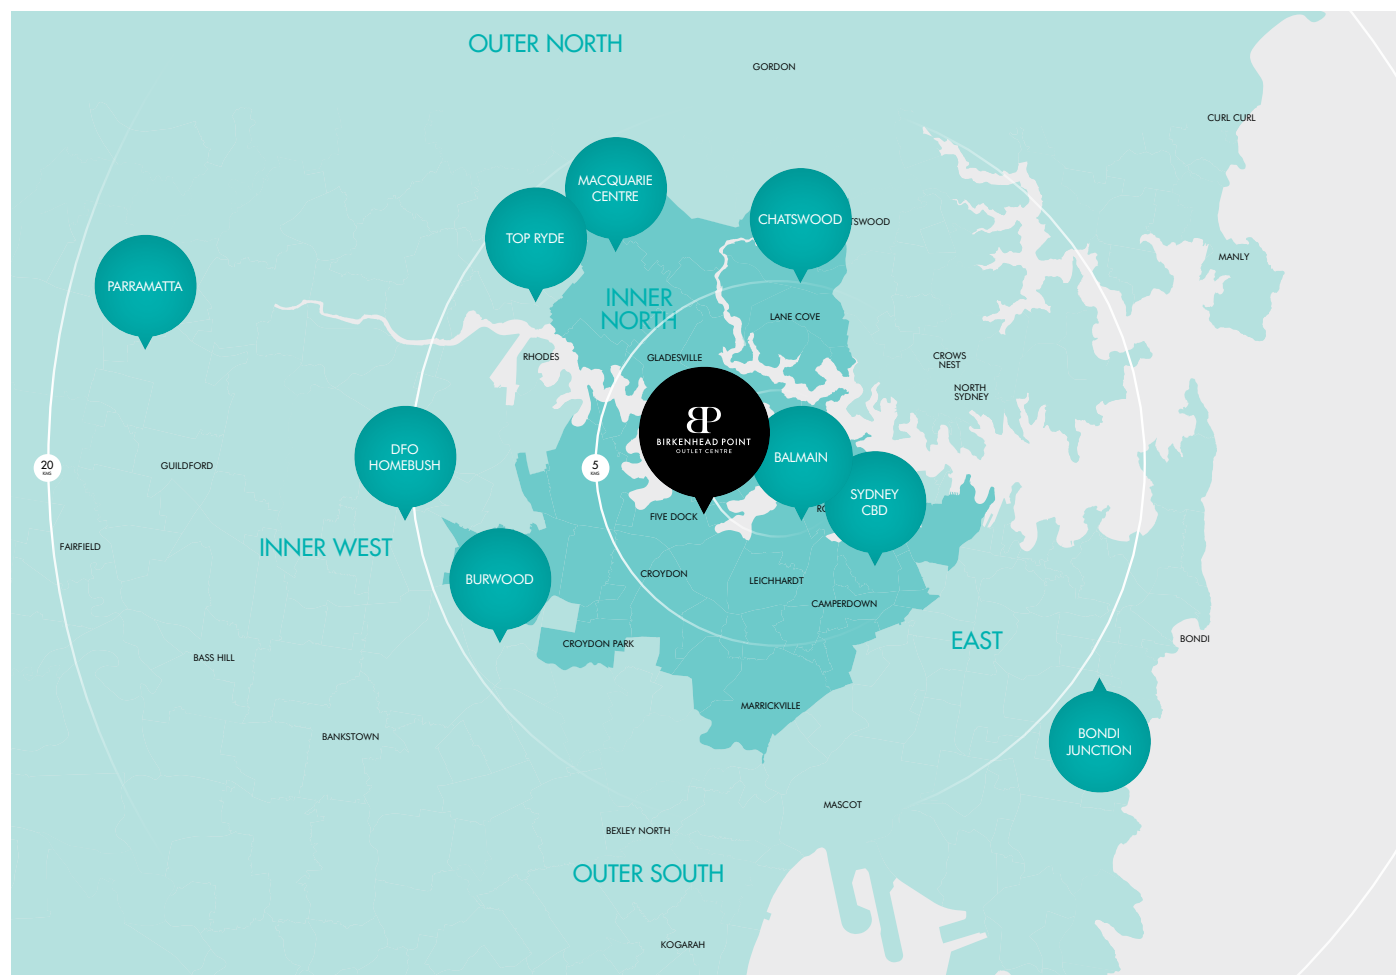 OUTER NORTH
GORDON
CURL CURL
MACQUARIE
CENTRE
TOP RYDE
CHATSWOOD
TSWOOD
PARRAMATTA
MANLY
INNER
NORTH
LANE COVE
RHODES
GLADESVILLE
CROWS
NEST
NORTH
SYDNEY
BP
BIRKENHEAD POINT
OUTLET CENTRE
DFO
HOMEBUSH
BALMAIN
20
KMS
GUILDFORD
5
KMS
SYDNEY
CBD
RO
FIVE DOCK
FAIRFIELD
INNER WEST
BURWOOD
CROYDON
LEICHHARDT
CAMPERDOWN
EAST
BONDI
CROYDON PARK
BASS HILL
MARRICKVILLE
BANKSTOWN
BONDI
JUNCTION
MASCOT
BEXLEY NORTH
OUTER SOUTH
KOGARAH